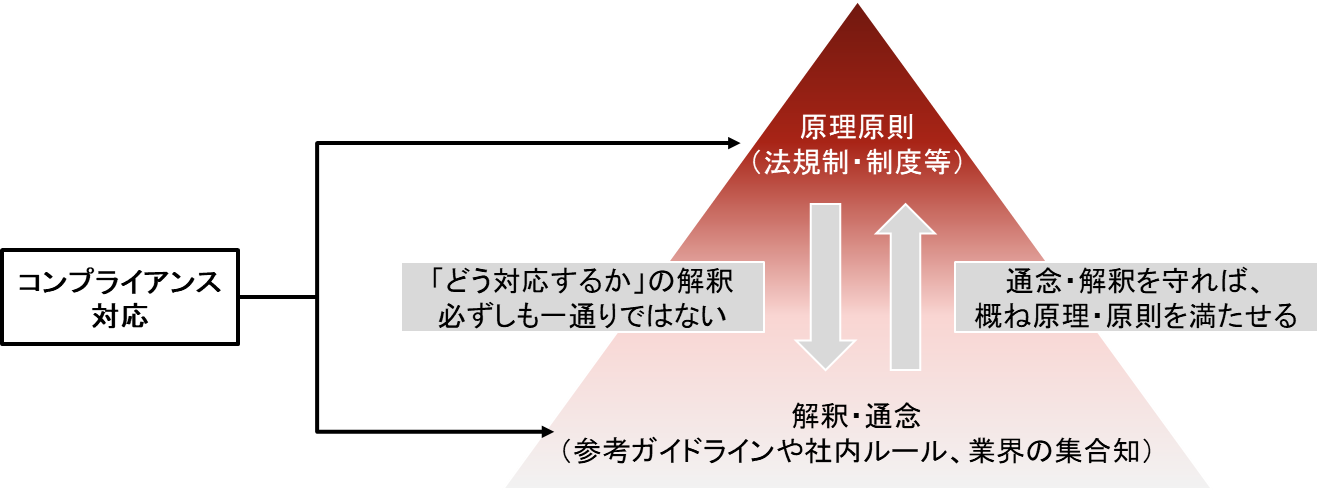 原理原則
（法規制・制度等）
コンプライアンス
対応
「どう対応するか」の解釈
必ずしも一通りではない
通念・解釈を守れば、
概ね原理・原則を満たせる
解釈・通念
（参考ガイドラインや社内ルール、業界の集合知）